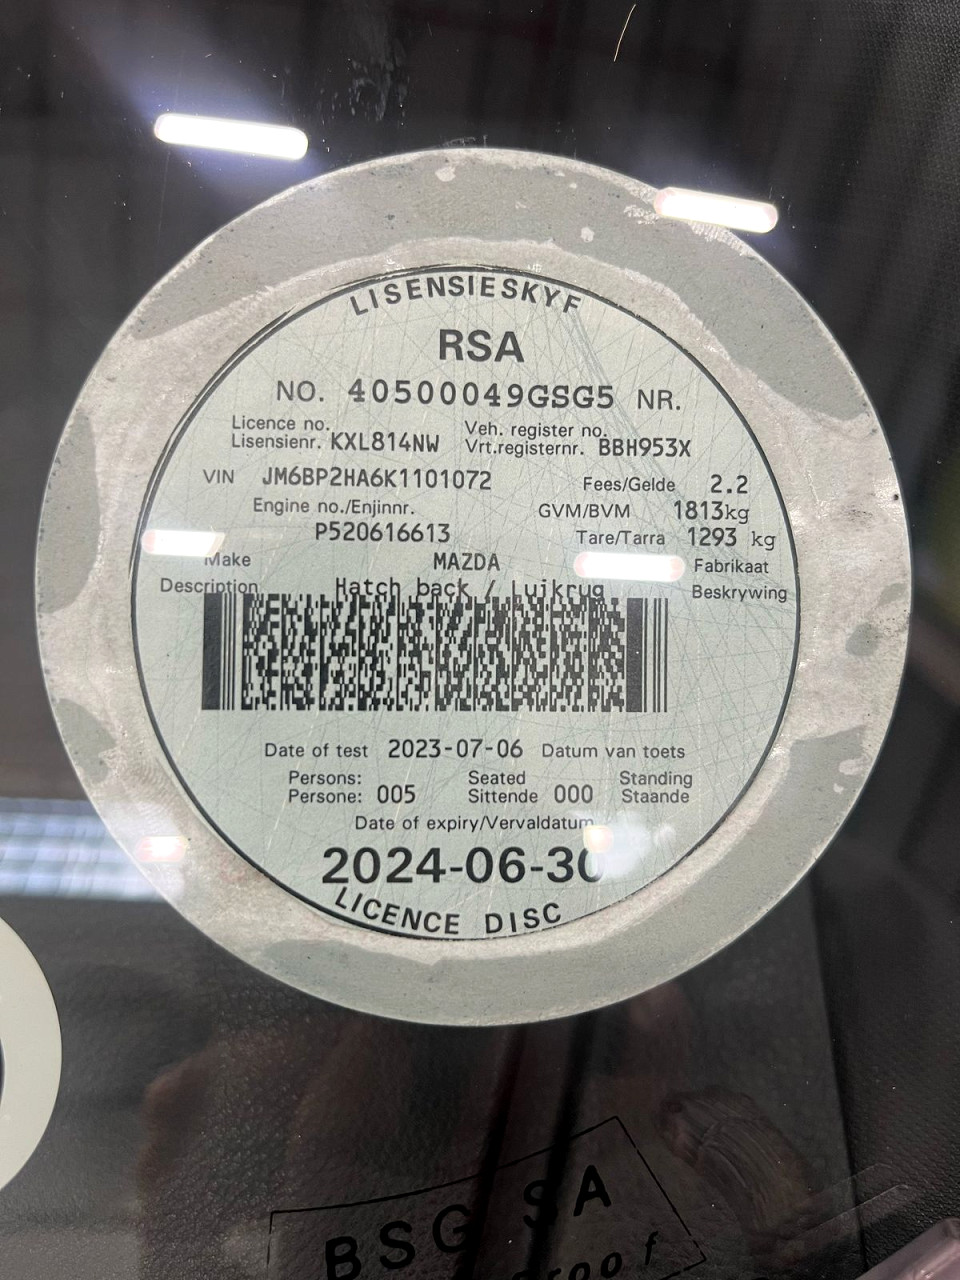 LISENSIESKYF
RSA
NO. 40500049GSG5 NR.
Licence no.
Lisensienr. KXL814NW
Veh. register no.
Vrt.registernr. BBH953X
VIN JM6BP2HA6K1101072
Fees/Gelde 2.2
Engine no./Enjinnr.
P520616613
GVM/BVM 1813kg
Tare/Tarra 1293 kg
Make MAZDA Fabrikaat
Description Hatch back / Luikrug Beskrywing
Date of test 2023-07-06 Datum van toets
Persons:
Persone: 005
Seated
Sittende 000
Standing
Staande
Date of expiry/Vervaldatum
2024-06-30
LICENCE DISC
BSG SA